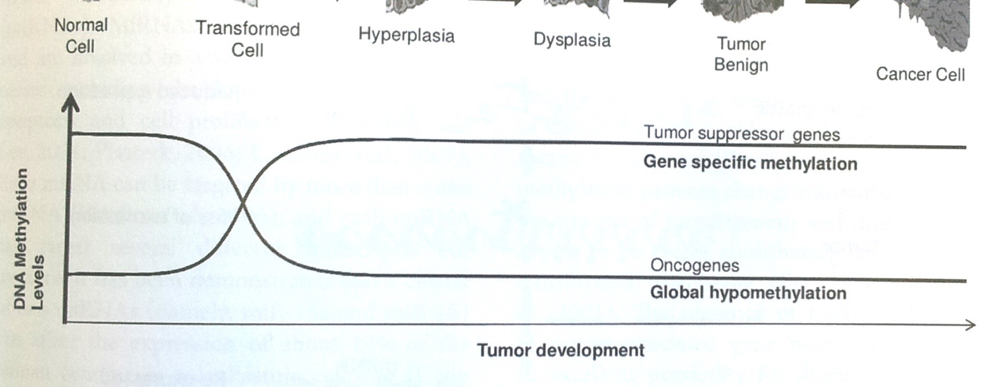 Normal
Cell
Transformed
Cell
Hyperplasia
Dysplasia
Tumor
Benign
Cancer Cell
DNA Methylation
Levels
Tumor suppressor genes
Gene specific methylation
Oncogenes
Global hypomethylation
Tumor development